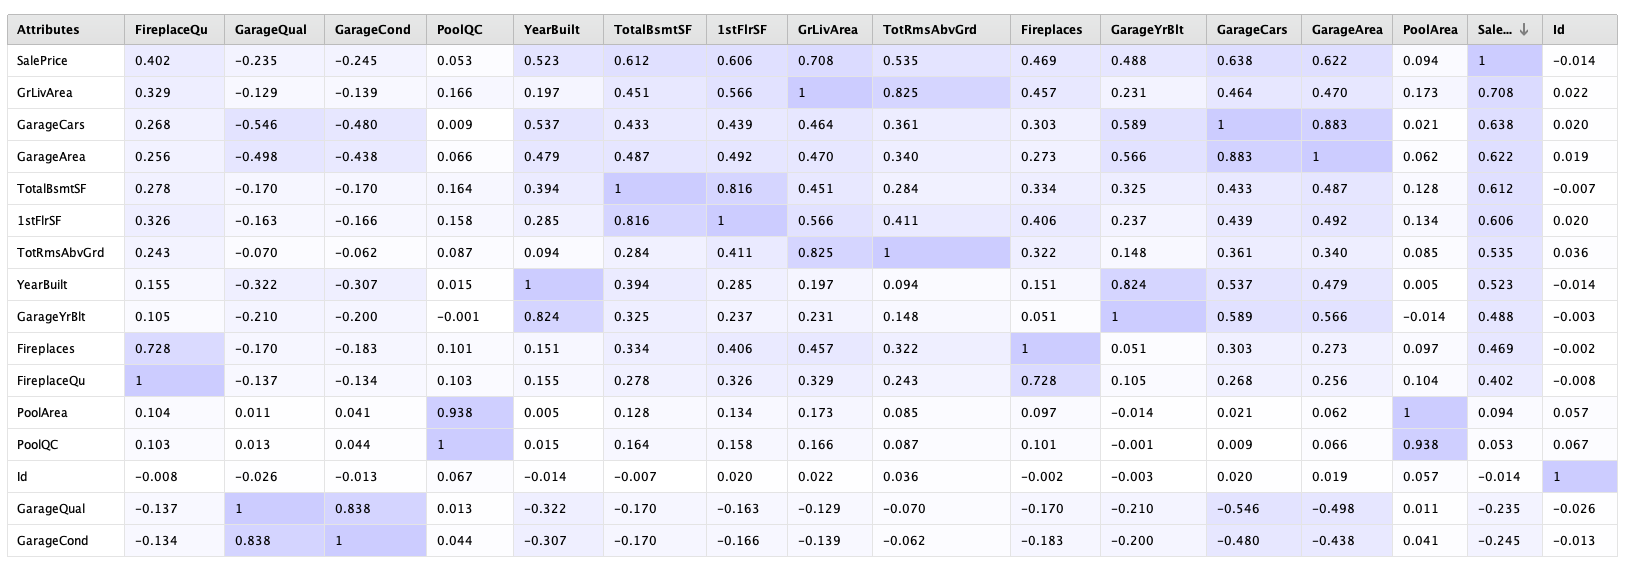 Attributes FireplaceQu GarageQual GarageCond PoolQC YearBuilt TotalBsmtSF 1stFlrSF GrLivArea TotRmsAbvGrd Fireplaces GarageYrBlt GarageCars GarageArea PoolArea Sale... ↓ Id
SalePrice 0.402 -0.235 -0.245 0.053 0.523 0.612 0.606 0.708 0.535 0.469 0.488 0.638 0.622 0.094 1 -0.014
GrLivArea 0.329 -0.129 -0.139 0.166 0.197 0.451 0.566 1 0.825 0.457 0.231 0.464 0.470 0.173 0.708 0.022
GarageCars 0.268 -0.546 -0.480 0.009 0.537 0.433 0.439 0.464 0.361 0.303 0.589 1 0.883 0.021 0.638 0.020
GarageArea 0.256 -0.498 -0.438 0.066 0.479 0.487 0.492 0.470 0.340 0.273 0.566 0.883 1 0.062 0.622 0.019
TotalBsmtSF 0.278 -0.170 -0.170 0.164 0.394 1 0.816 0.451 0.284 0.334 0.325 0.433 0.487 0.128 0.612 -0.007
1stFlrSF 0.326 -0.163 -0.166 0.158 0.285 0.816 1 0.566 0.411 0.406 0.237 0.439 0.492 0.134 0.606 0.020
TotRmsAbvGrd 0.243 -0.070 -0.062 0.087 0.094 0.284 0.411 0.825 1 0.322 0.148 0.361 0.340 0.085 0.535 0.036
YearBuilt 0.155 -0.322 -0.307 0.015 1 0.394 0.285 0.197 0.094 0.151 0.824 0.537 0.479 0.005 0.523 -0.014
GarageYrBlt 0.105 -0.210 -0.200 -0.001 0.824 0.325 0.237 0.231 0.148 0.051 1 0.589 0.566 -0.014 0.488 -0.003
Fireplaces 0.728 -0.170 -0.183 0.101 0.151 0.334 0.406 0.457 0.322 1 0.051 0.303 0.273 0.097 0.469 -0.002
FireplaceQu 1 -0.137 -0.134 0.103 0.155 0.278 0.326 0.329 0.243 0.728 0.105 0.268 0.256 0.104 0.402 -0.008
PoolArea 0.104 0.011 0.041 0.938 0.005 0.128 0.134 0.173 0.085 0.097 -0.014 0.021 0.062 1 0.094 0.057
PoolQC 0.103 0.013 0.044 1 0.015 0.164 0.158 0.166 0.087 0.101 -0.001 0.009 0.066 0.938 0.053 0.067
Id -0.008 -0.026 -0.013 0.067 -0.014 -0.007 0.020 0.022 0.036 -0.002 -0.003 0.020 0.019 0.057 -0.014 1
GarageQual -0.137 1 0.838 0.013 -0.322 -0.170 -0.163 -0.129 -0.070 -0.170 -0.210 -0.546 -0.498 0.011 -0.235 -0.026
GarageCond -0.134 0.838 1 0.044 -0.307 -0.170 -0.166 -0.139 -0.062 -0.183 -0.200 -0.480 -0.438 0.041 -0.245 -0.013